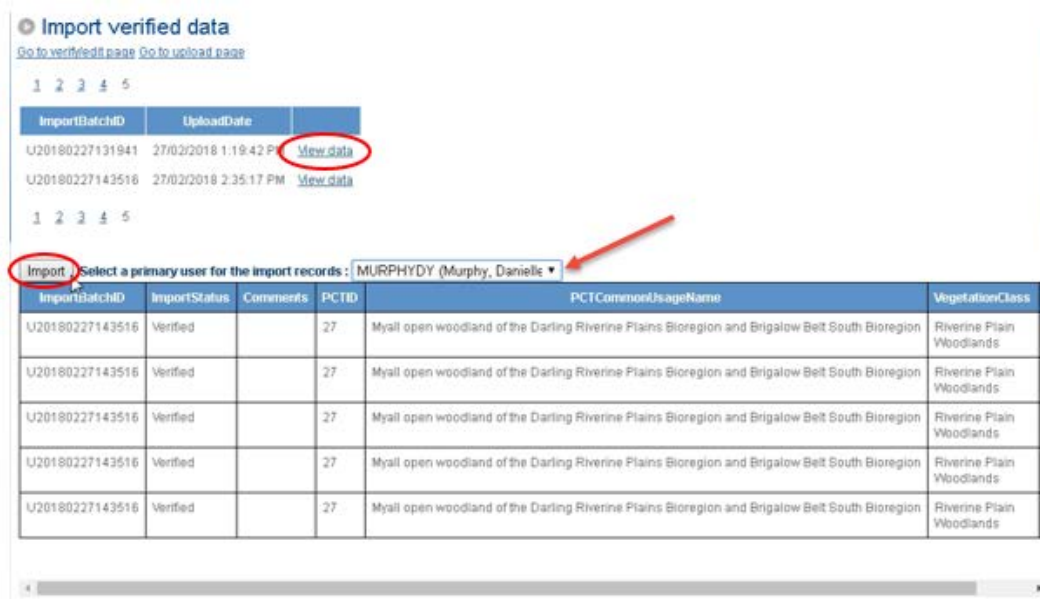 Import verified data
Go to verify/edit page Go to upload page
1 2 3 4 5
ImportBatchID UploadDate
U20180227131941 27/02/2018 1:19:42 PM View data
U20180227143516 27/02/2018 2:35:17 PM View data
1 2 3 4 5
Import Select a primary user for the import records : MURPHYDY (Murphy, Danielle
ImportBatchID ImportStatus Comments PCTID PCTCommonUsageName VegetationClass
U20180227143516 Verified 27 Myall open woodland of the Darling Riverine Plains Bioregion and Brigalow Belt South Bioregion Riverine Plain
Woodlands
U20180227143516 Verified 27 Myall open woodland of the Darling Riverine Plains Bioregion and Brigalow Belt South Bioregion Riverine Plain
Woodlands
U20180227143516 Verified 27 Myall open woodland of the Darling Riverine Plains Bioregion and Brigalow Belt South Bioregion Riverine Plain
Woodlands
U20180227143516 Verified 27 Myall open woodland of the Darling Riverine Plains Bioregion and Brigalow Belt South Bioregion Riverine Plain
Woodlands
U20180227143516 Verified 27 Myall open woodland of the Darling Riverine Plains Bioregion and Brigalow Belt South Bioregion Riverine Plain
Woodlands